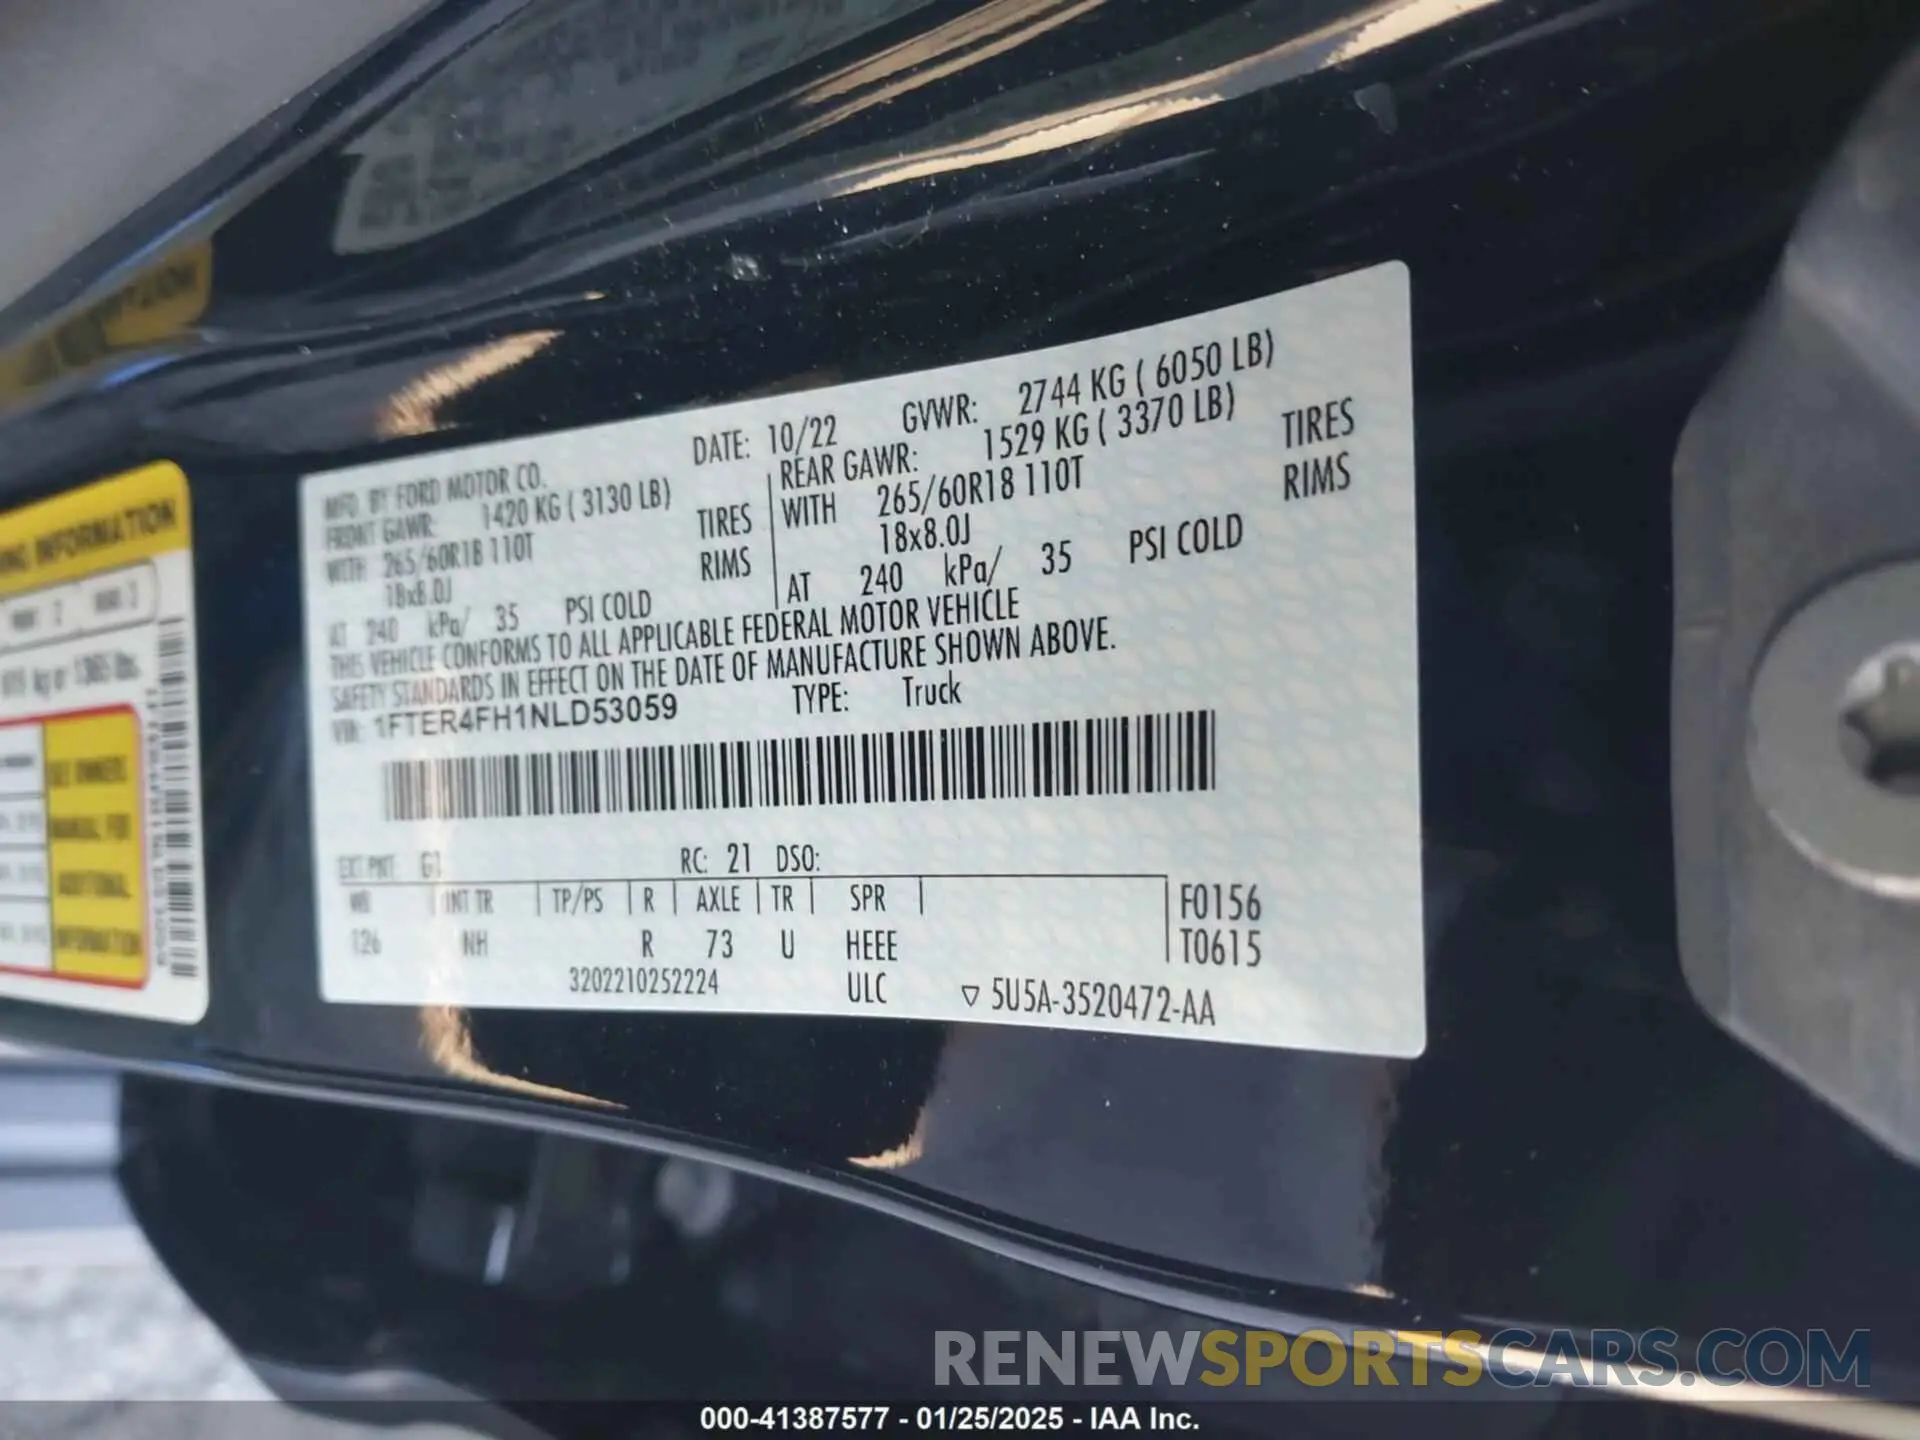 MFD. BY FORD MOTOR CO. DATE: 10/22 GVWR: 2744 KG ( 6050 LB)
FRONT GAWR: 1420 KG ( 3130 LB) REAR GAWR: 1529 KG ( 3370 LB)
WITH 265/60R18 110T TIRES WITH 265/60R18 110T TIRES
18x8.0J RIMS 18x8.0J RIMS
AT 240 kPa/ 35 PSI COLD AT 240 kPa/ 35 PSI COLD
THIS VEHICLE CONFORMS TO ALL APPLICABLE FEDERAL MOTOR VEHICLE
SAFETY STANDARDS IN EFFECT ON THE DATE OF MANUFACTURE SHOWN ABOVE.
VIN: 1FTER4FH1NLD53059 TYPE: Truck
EXT PNT G1 RC: 21 DSO:
WB INT TR TP/PS R AXLE TR SPR F0156
126 NH R 73 U HEEE T0615
3202210252224 ULC ▽ 5U5A-3520472-AA
INFORMATION
MANUAL FOR
ADDITIONAL
INFORMATION
RENEWSPORTSCARS.COM
000-41387577 - 01/25/2025 - IAA Inc.